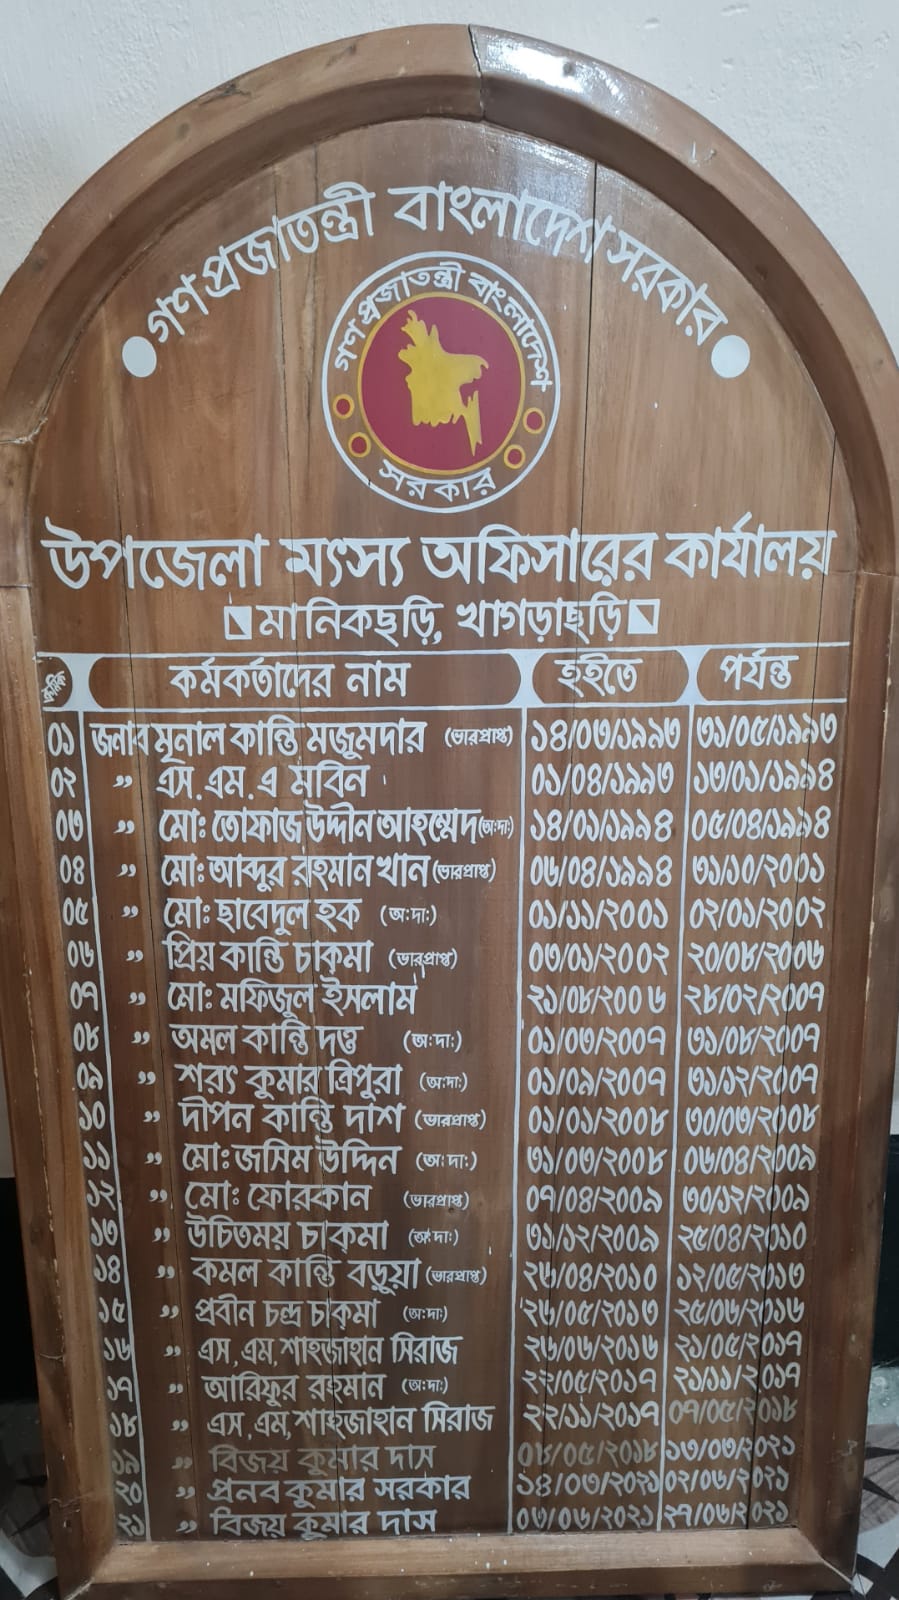 গণ প্রজাতন্ত্রী বাংলাদেশ সরকার
গণ প্রজাতন্ত্রী বাংলাদেশ
সরকার
উপজেলা মৎস্য অফিসারের কার্যালয়
মানিকছড়ি, খাগড়াছড়ি
ক্রমিক কর্মকর্তাদের নাম হইতে পর্যন্ত
০১ জনাব মৃনাল কান্তি মজুমদার (ভারপ্রাপ্ত) ১৪/০৩/১৯৯৩ ৩১/০৫/১৯৯৩
০২ " এস.এম.এ মবিন ০১/০৪/১৯৯৩ ১৩/০১/১৯৯৪
০৩ " মোঃ তোফাজ উদ্দীন আহম্মেদ (অ:দা:) ১৪/০১/১৯৯৪ ০৫/০৪/১৯৯৪
০৪ " মোঃ আব্দুর রহমান খান (ভারপ্রাপ্ত) ০৬/০৪/১৯৯৪ ৩১/১০/২০০১
০৫ " মোঃ ছাবেদুল হক (অ:দা:) ০১/১১/২০০১ ০২/০১/২০০২
০৬ " প্রিয় কান্তি চাকমা (ভারপ্রাপ্ত) ০৩/০১/২০০২ ২০/০৮/২০০৬
০৭ " মোঃ মফিজুল ইসলাম ২১/০৮/২০০৬ ২৮/০২/২০০৭
০৮ " অমল কান্তি দত্ত (অ:দা:) ০১/০৩/২০০৭ ৩১/০৮/২০০৭
০৯ " শরৎ কুমার ত্রিপুরা (অ:দা:) ০১/০৯/২০০৭ ৩১/১২/২০০৭
১০ " দীপন কান্তি দাশ (ভারপ্রাপ্ত) ০১/০১/২০০৮ ৩০/০৩/২০০৮
১১ " মোঃ জসিম উদ্দিন (অ:দা:) ৩১/০৩/২০০৮ ০৬/০৪/২০০৯
১২ " মোঃ ফোরকান (ভারপ্রাপ্ত) ০৭/০৪/২০০৯ ৩০/১২/২০০৯
১৩ " উচিতময় চাকমা (অ:দা:) ৩১/১২/২০০৯ ২৫/০৪/২০১০
১৪ " কমল কান্তি বড়ুয়া (ভারপ্রাপ্ত) ২৬/০৪/২০১০ ১২/০৫/২০১৩
১৫ " প্রবীন চন্দ্র চাকমা (অ:দা:) ২৬/০৫/২০১৩ ২৫/০৬/২০১৬
১৬ " এস.এম.শাহজাহান সিরাজ ২৬/০৬/২০১৬ ২১/০৫/২০১৭
১৭ " আরিফুর রহমান (অ:দা:) ২২/০৫/২০১৭ ২১/১১/২০১৭
১৮ " এস.এম.শাহজাহান সিরাজ ২২/১১/২০১৭ ০৭/০৫/২০১৮
১৯ " বিজয় কুমার দাস ০৮/০৫/২০১৮ ১৩/০৩/২০২১
২০ " প্রনব কুমার সরকার ১৪/০৩/২০২১ ০২/০৬/২০২১
২১ " বিজয় কুমার দাস ০৩/০৬/২০২১ ২৭/০৬/২০২১